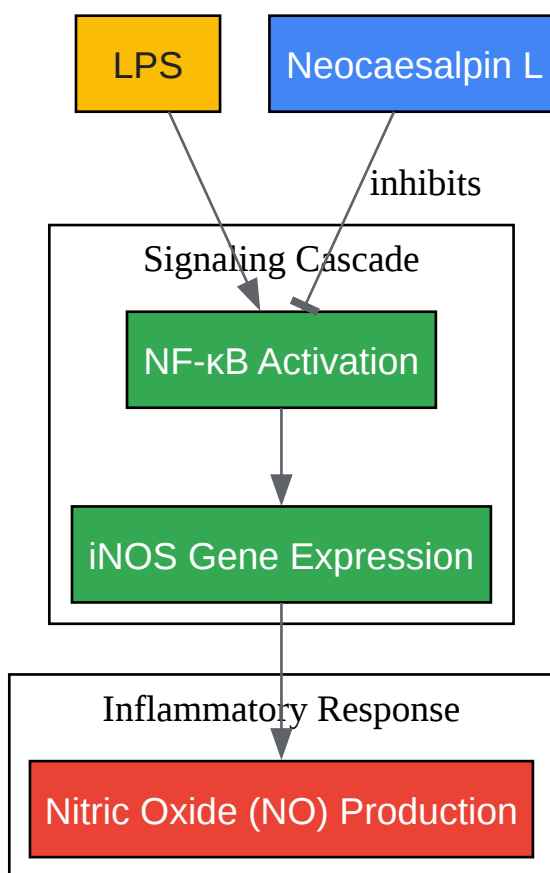 LPS
Neocaesalpin L
inhibits
Signaling Cascade
NF-κB Activation
iNOS Gene Expression
Inflammatory Response
Nitric Oxide (NO) Production